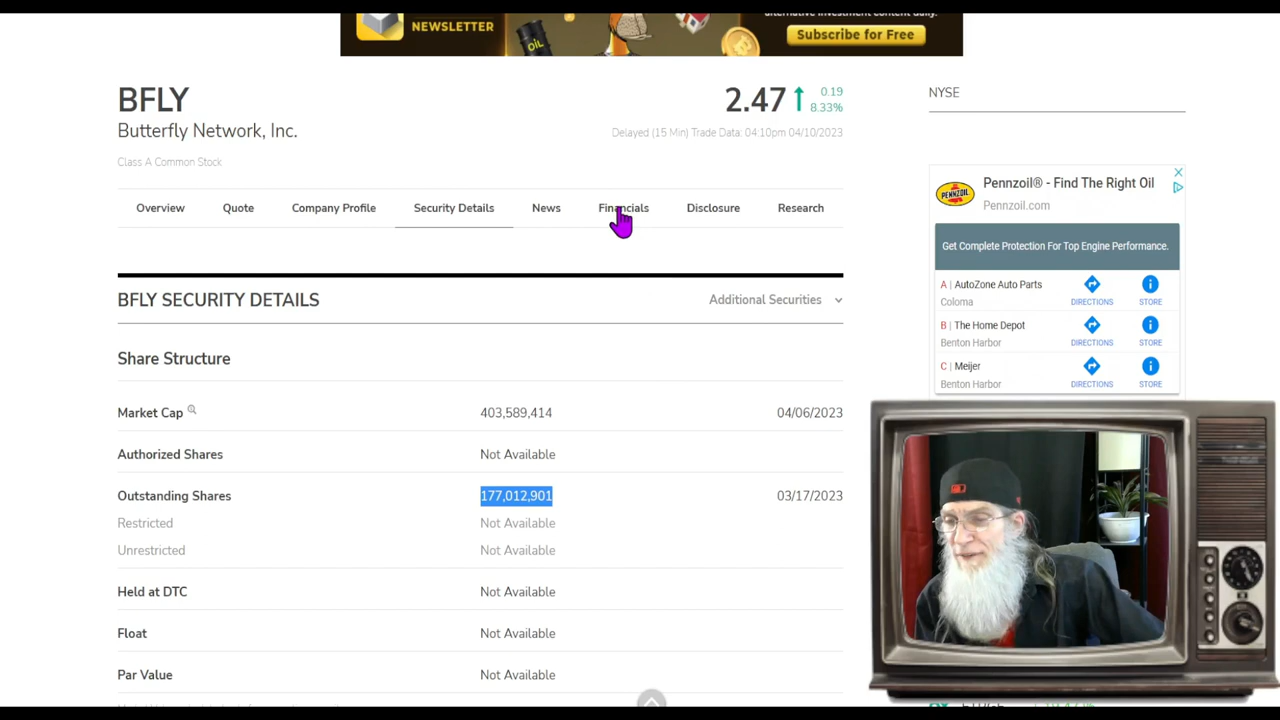 alternative investment content daily.
NEWSLETTER
OIL
Subscribe for Free
BFLY
2.47
0.19
8.33%
Butterfly Network, Inc.
Delayed (15 Min) Trade Data: 04:10pm 04/10/2023
Class A Common Stock
NYSE
Overview
Quote
Company Profile
Security Details
News
Financials
Disclosure
Research
PENNZOIL
Pennzoil® - Find The Right Oil
Pennzoil.com
Get Complete Protection For Top Engine Performance.
A | AutoZone Auto Parts
Coloma
DIRECTIONS
STORE
B | The Home Depot
Benton Harbor
DIRECTIONS
STORE
C | Meijer
Benton Harbor
DIRECTIONS
STORE
BFLY SECURITY DETAILS
Additional Securities
Share Structure
Market Cap
403,589,414
04/06/2023
Authorized Shares
Not Available
Outstanding Shares
177,012,901
03/17/2023
Restricted
Not Available
Unrestricted
Not Available
Held at DTC
Not Available
Float
Not Available
Par Value
Not Available